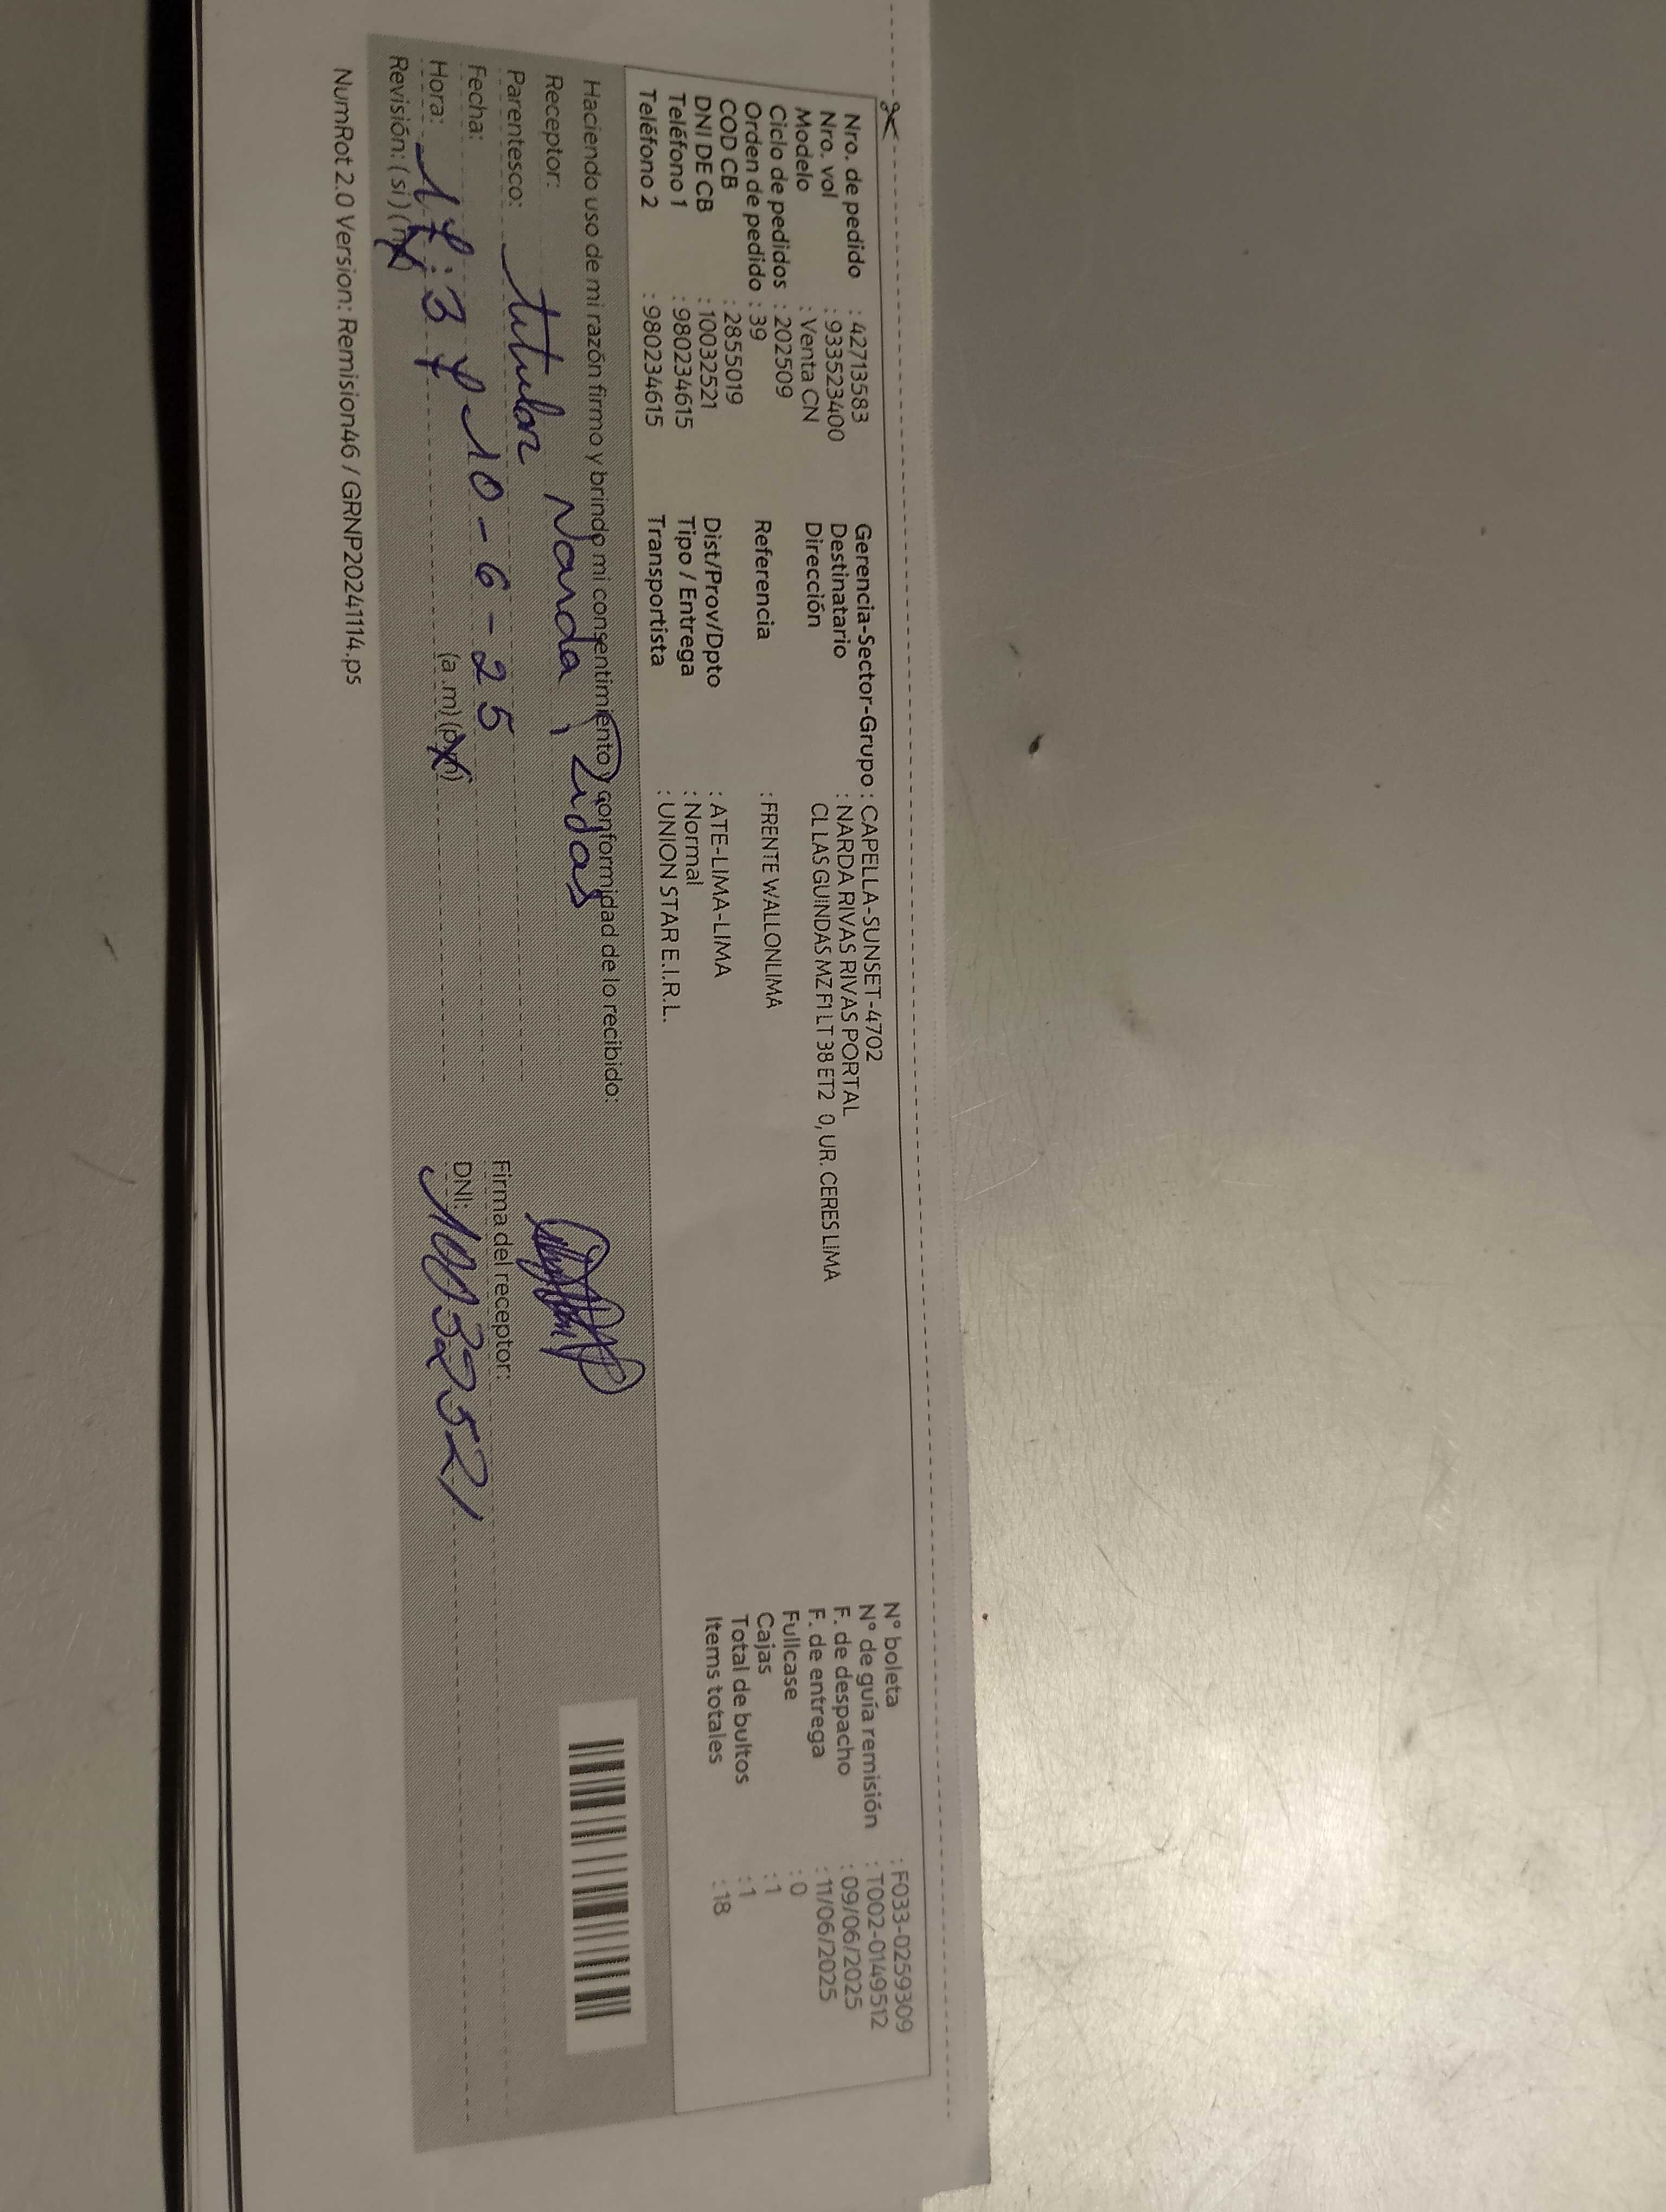 Nro. de pedido : 42713583
Nro. vol : 933523400
Modelo : Venta CN
Ciclo de pedidos : 202509
Orden de pedido : 39
COD CB : 2855019
DNI DE CB : 10032521
Teléfono 1 : 980234615
Teléfono 2 : 980234615
Gerencia-Sector-Grupo : CAPELLA-SUNSET-4702
Destinatario : NARDA RIVAS RIVAS PORTAL
Dirección CL LAS GUINDAS MZ F1 LT 38 ET2 0, UR. CERES LIMA
Referencia : FRENTE WALLONLIMA
Dist/Prov/Dpto : ATE-LIMA-LIMA
Tipo / Entrega : Normal
Transportista : UNION STAR E.I.R.L.
N° boleta : F033-0259309
N° de guía remisión : T002-0149512
F. de despacho : 09/06/2025
F. de entrega : 11/06/2025
Fullcase : 0
Cajas : 1
Total de bultos : 1
Items totales : 18
Haciendo uso de mi razón firmo y brindo mi consentimiento y conformidad de lo recibido:
Receptor: Narda
Parentesco: titular
Fecha: 10-6-25
Hora: 17:37 (a.m) (p.m)
Revisión: (si) (no)
Firma del receptor:
DNI: 10032521
NumRot 2.0 Version: Remision46 / GRNP20241114.ps